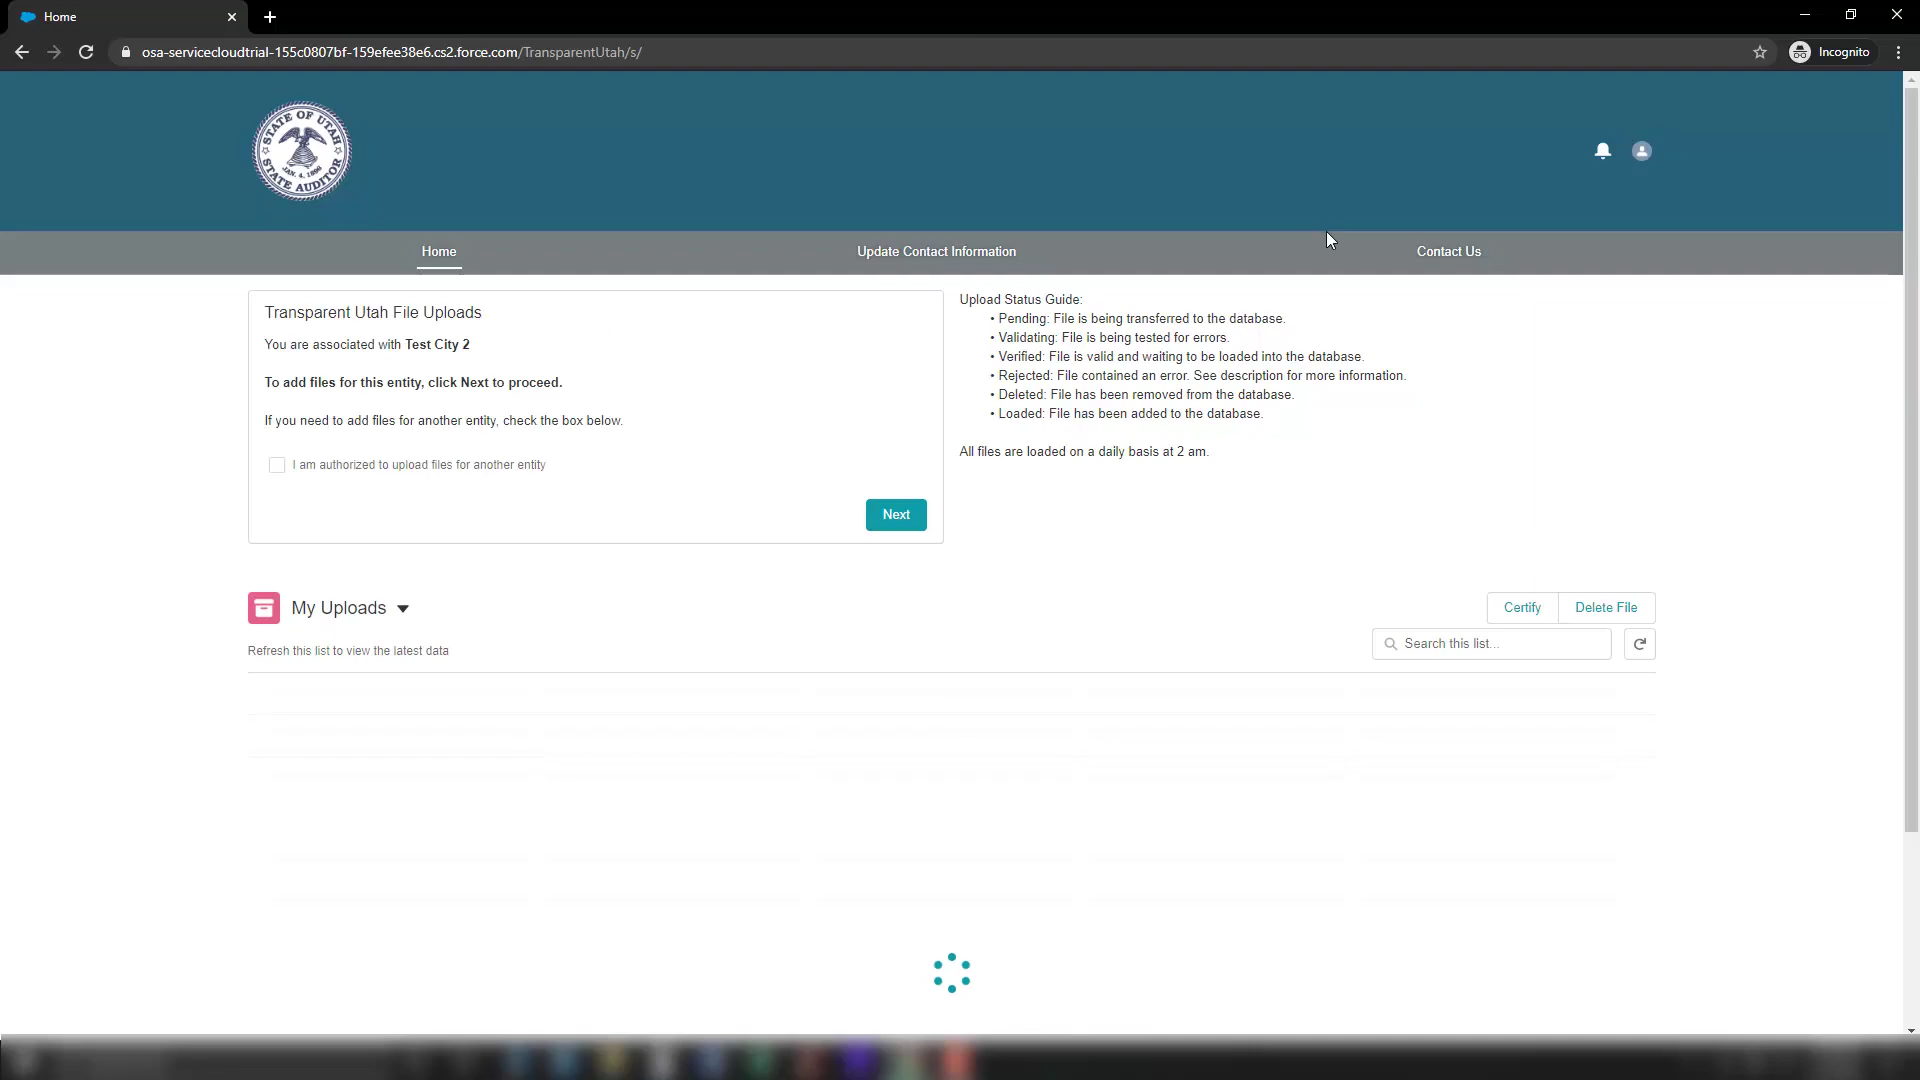 Home
osa-servicecloudtrial-155c0807bf-159efee38e6.cs2.force.com/TransparentUtah/s/
Incognito
STATE OF UTAH
JAN. 4, 1896
STATE AUDITOR
Home
Update Contact Information
Contact Us
Transparent Utah File Uploads
You are associated with Test City 2
To add files for this entity, click Next to proceed.
If you need to add files for another entity, check the box below.
I am authorized to upload files for another entity
Next
Upload Status Guide:
• Pending: File is being transferred to the database.
• Validating: File is being tested for errors.
• Verified: File is valid and waiting to be loaded into the database.
• Rejected: File contained an error. See description for more information.
• Deleted: File has been removed from the database.
• Loaded: File has been added to the database.
All files are loaded on a daily basis at 2 am.
My Uploads
Certify
Delete File
Refresh this list to view the latest data
Search this list...